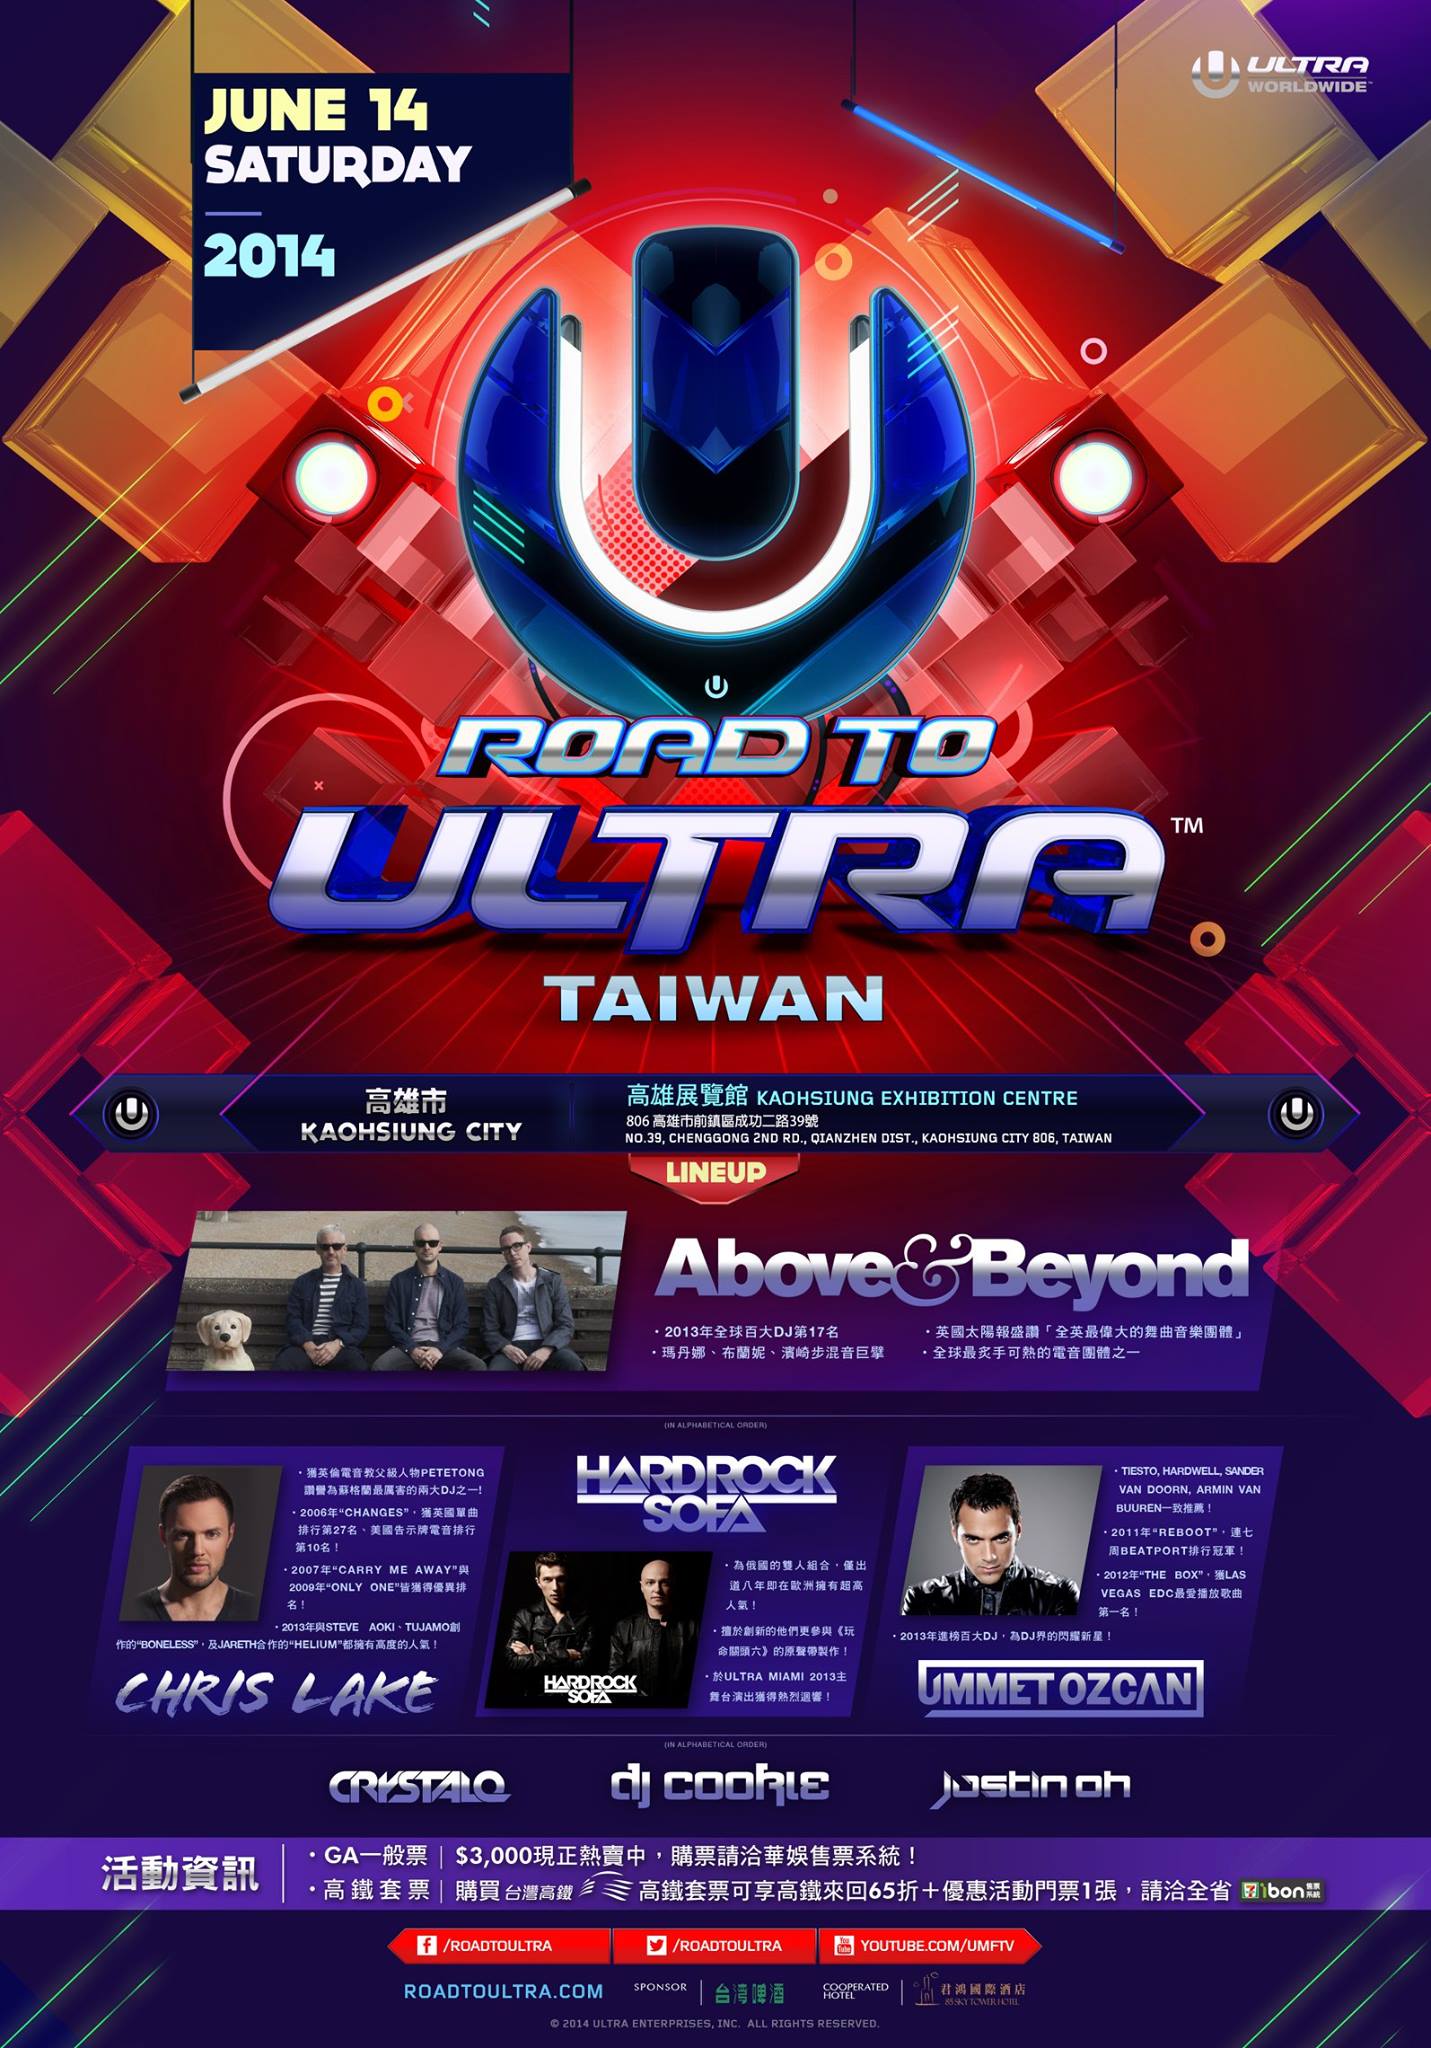 ULTRA
WORLDWIDE™
JUNE 14
SATURDAY
2014
ROAD TO
ULTRA™
TAIWAN
高雄市
KAOHSIUNG CITY
高雄展覽館 KAOHSIUNG EXHIBITION CENTRE
806 高雄市前鎮區成功二路39號
NO.39, CHENGGONG 2ND RD., QIANZHEN DIST., KAOHSIUNG CITY 806, TAIWAN
LINEUP
Above & Beyond
・2013年全球百大DJ第17名
・瑪丹娜、布蘭妮、濱崎步混音巨擘
・英國太陽報盛讚「全英最偉大的舞曲音樂團體」
・全球最炙手可熱的電音團體之一
(IN ALPHABETICAL ORDER)
・獲英倫電音教父級人物PETETONG
讚譽為蘇格蘭最厲害的兩大DJ之一!
・2006年“CHANGES”，獲英國單曲
排行第27名、美國告示牌電音排行
第10名！
・2007年“CARRY ME AWAY”與
2009年“ONLY ONE”皆獲得優異排
名！
・2013年與STEVE AOKI、TUJAMO創
作的“BONELESS”，及JARETH合作的“HELIUM”都擁有高度的人氣！
CHRIS LAKE
HARD ROCK
SOFA
・為俄國的雙人組合，僅出
道八年即在歐洲擁有超高
人氣！
・擅於創新的他們更參與《玩
命關頭六》的原聲帶製作！
・於ULTRA MIAMI 2013主
舞台演出獲得熱烈迴響！
HARD ROCK
SOFA
・TIESTO, HARDWELL, SANDER
VAN DOORN, ARMIN VAN
BUUREN一致推薦！
・2011年“REBOOT”，連七
周BEATPORT排行冠軍！
・2012年“THE BOX”，獲LAS
VEGAS EDC最愛播放歌曲
第一名！
・2013年進榜百大DJ，為DJ界的閃耀新星！
UMMET OZCAN
(IN ALPHABETICAL ORDER)
CRYSTALO
dj cookie
justin oh
活動資訊
・GA一般票｜$3,000現正熱賣中，購票請洽華娛售票系統！
・高鐵套票｜購買 台灣高鐵 高鐵套票可享高鐵來回65折＋優惠活動門票1張，請洽全省 ibon 售票系統
/ROADTOULTRA
/ROADTOULTRA
You Tube YOUTUBE.COM/UMFTV
ROADTOULTRA.COM
SPONSOR
台灣啤酒
COOPERATED
HOTEL
君鴻國際酒店
85 SKY TOWER HOTEL
© 2014 ULTRA ENTERPRISES, INC. ALL RIGHTS RESERVED.